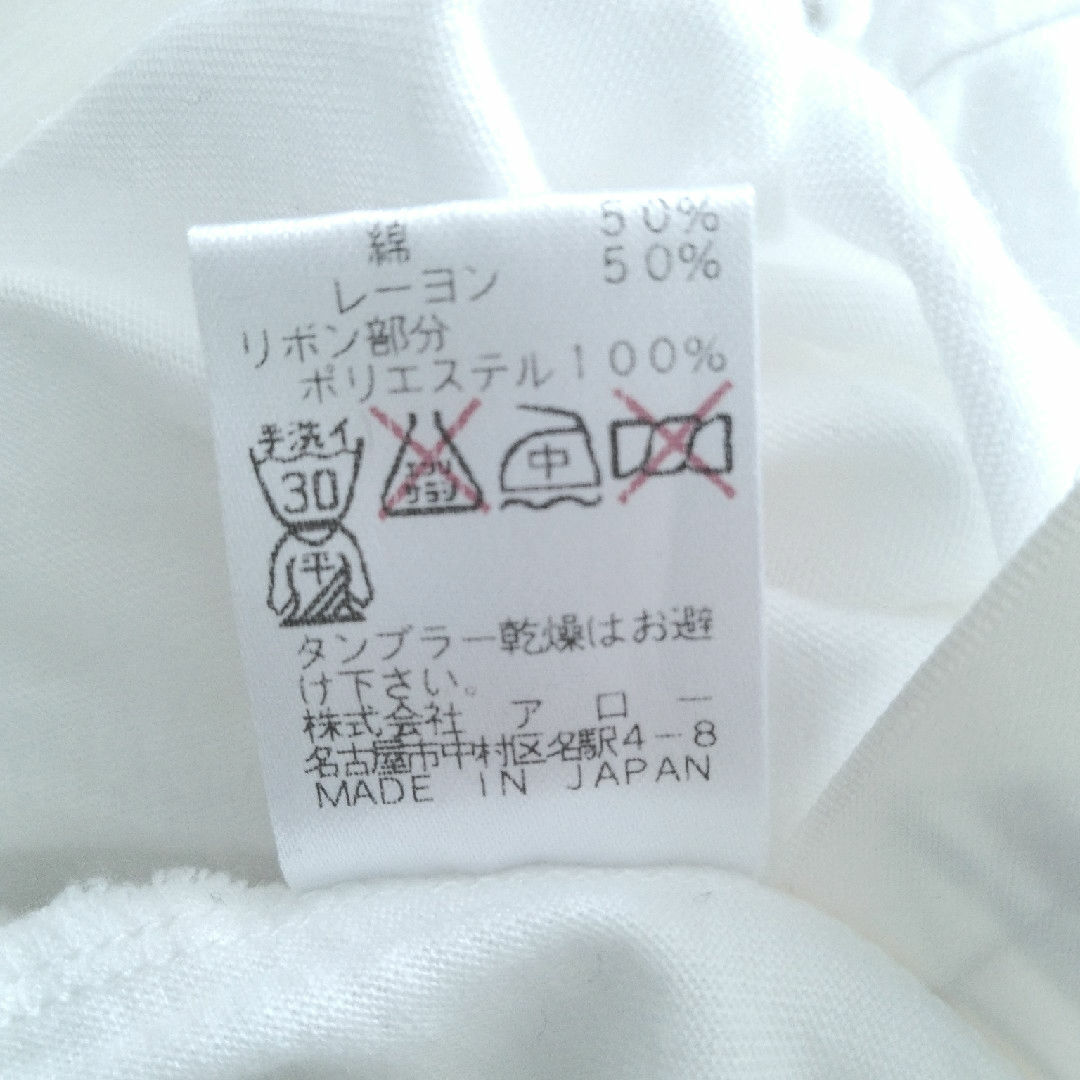 綿 50%
レーヨン 50%
リボン部分
ポリエステル100%
手洗イ
30
エンソ
サラシ
中
平
タンブラー乾燥はお避
け下さい。
株式会社 アロー
名古屋市中村区名駅4-8
MADE IN JAPAN